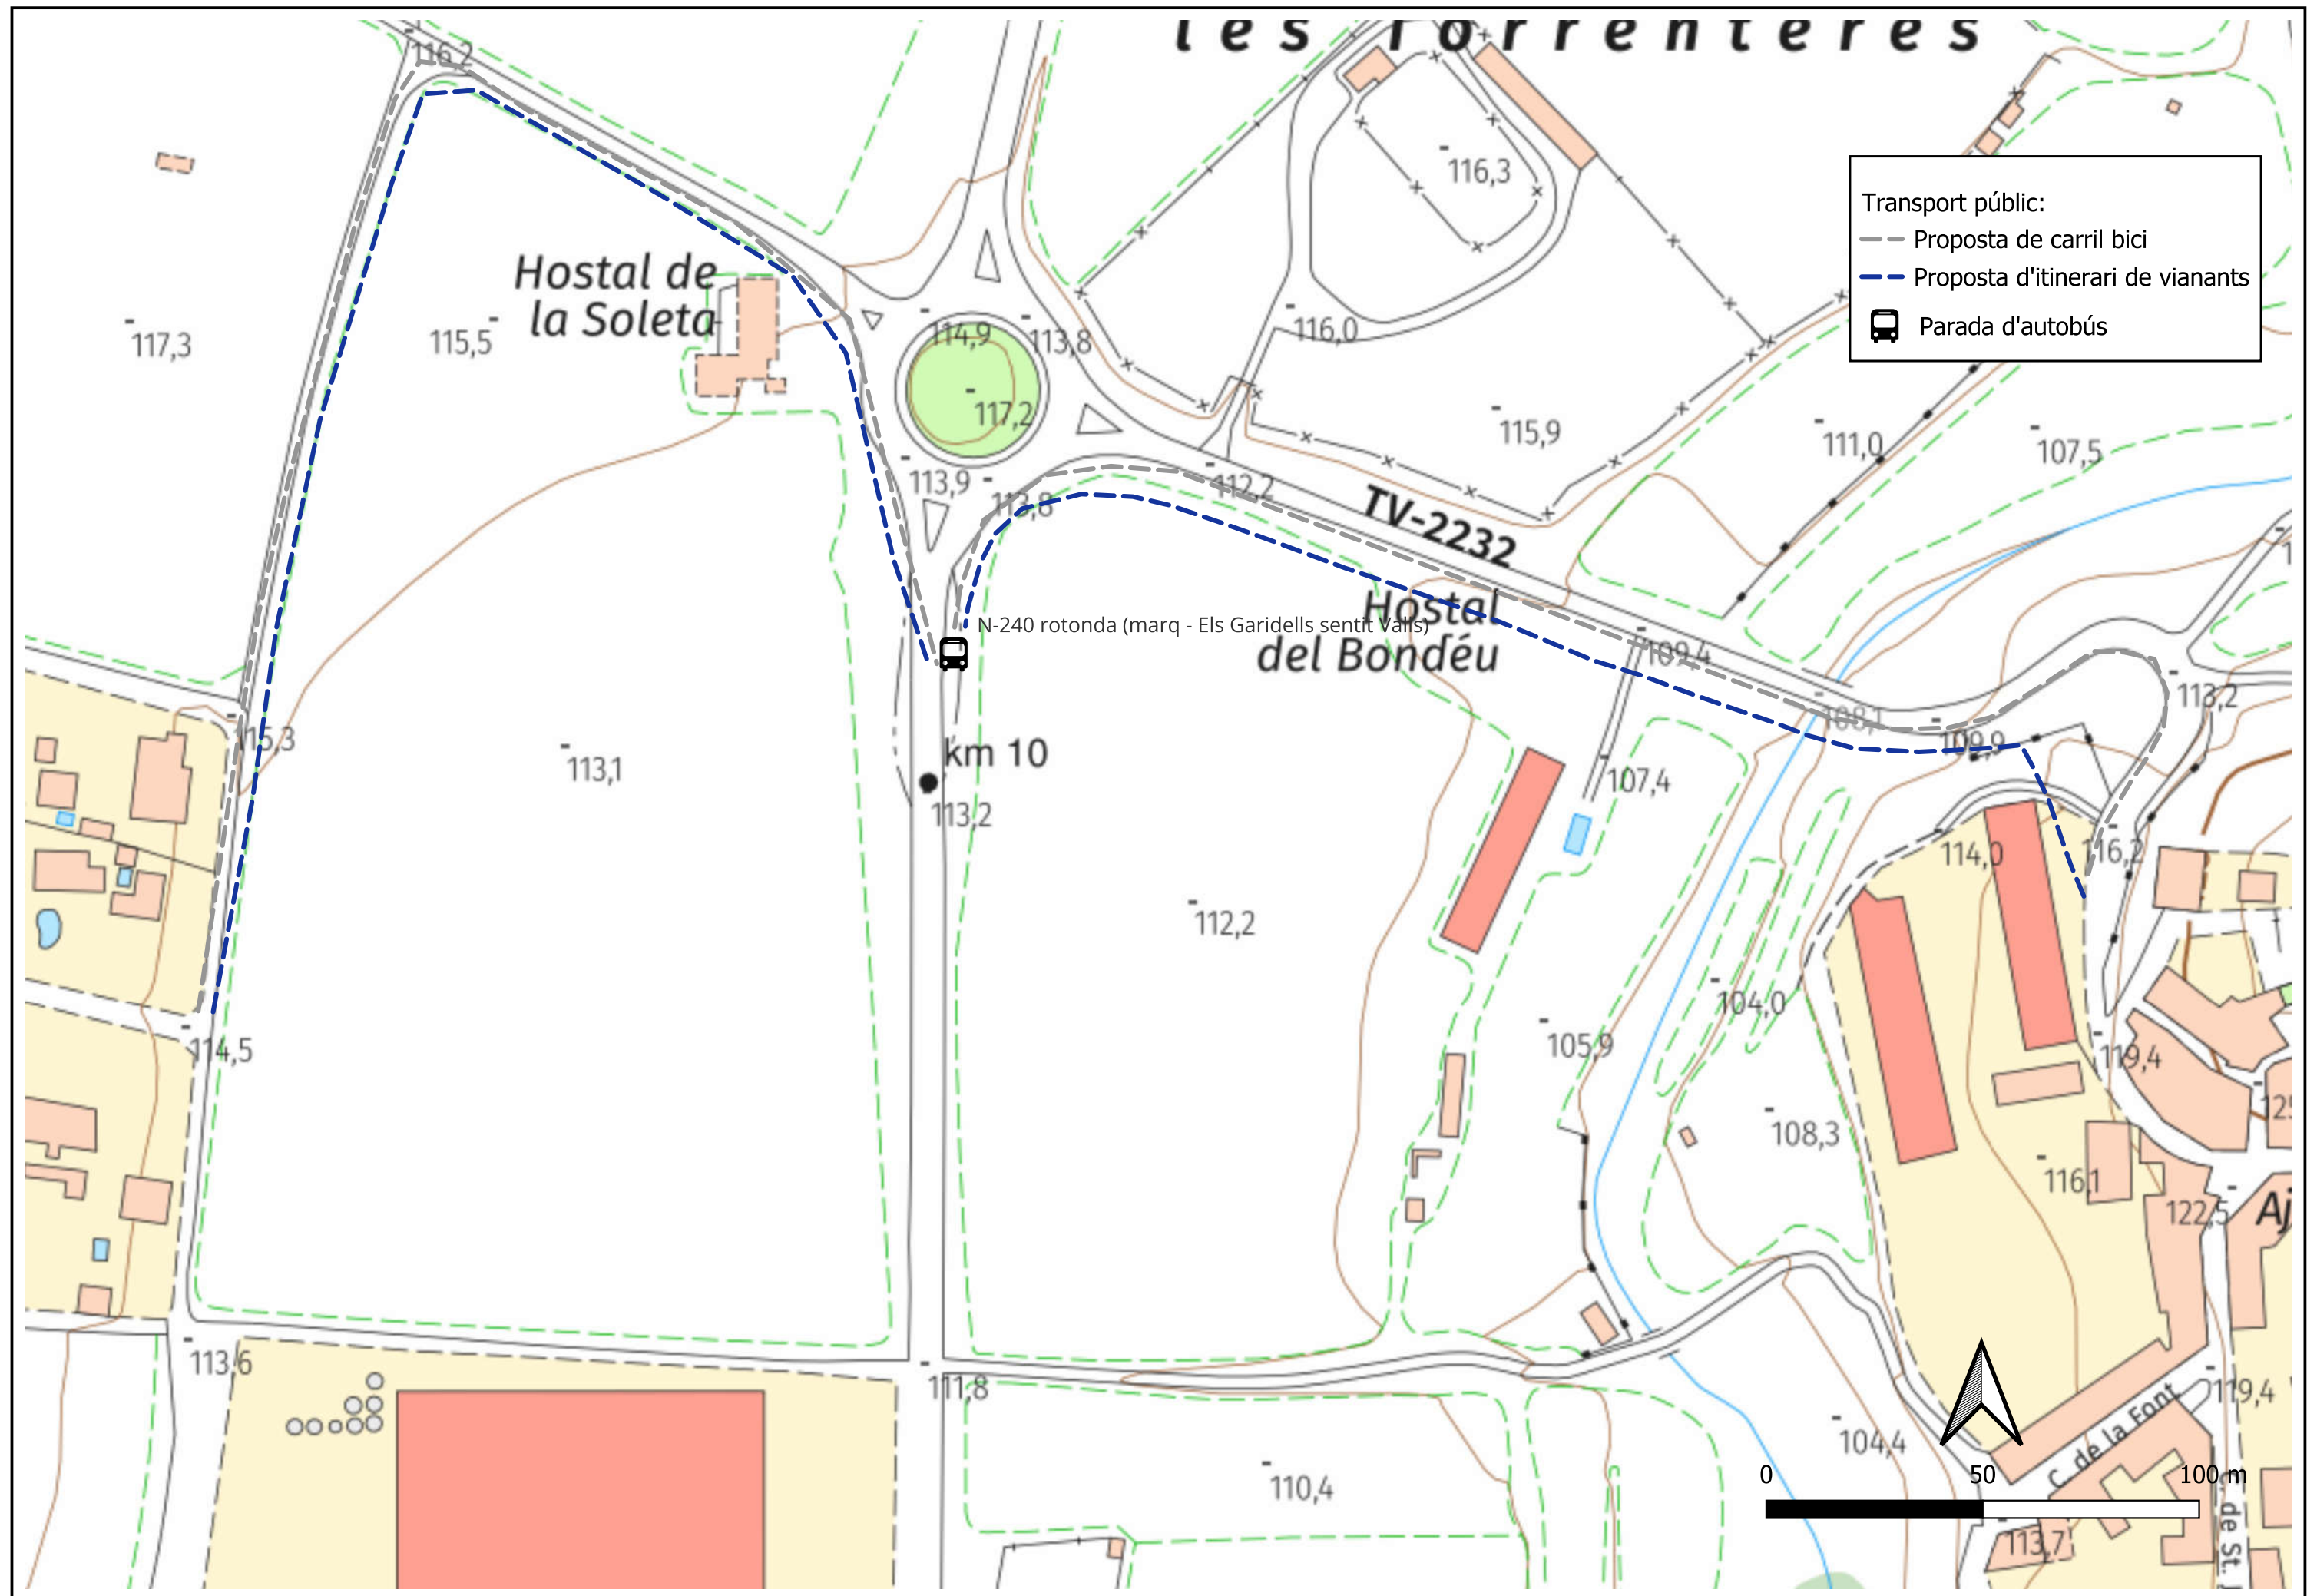 les Torrenteres
116,2
116,3
Transport públic:
Proposta de carril bici
Proposta d'itinerari de vianants
Parada d'autobús
Hostal de
la Soleta
117,3
115,5
114,9
113,8
116,0
117,2
115,9
111,0
107,5
113,9
113,8
112,2
TV-2232
N-240 rotonda (marq - Els Garidells sentit Valls)
Hostal
del Bondéu
109,4
113,2
108,1
109,9
115,3
113,1
km 10
113,2
107,4
114,0
116,2
112,2
104,0
105,9
114,5
119,4
108,3
116,1
122,5
Aj
113,6
111,8
119,4
C. de la Font
104,4
110,4
0 50 100 m
113,7
C. de St.